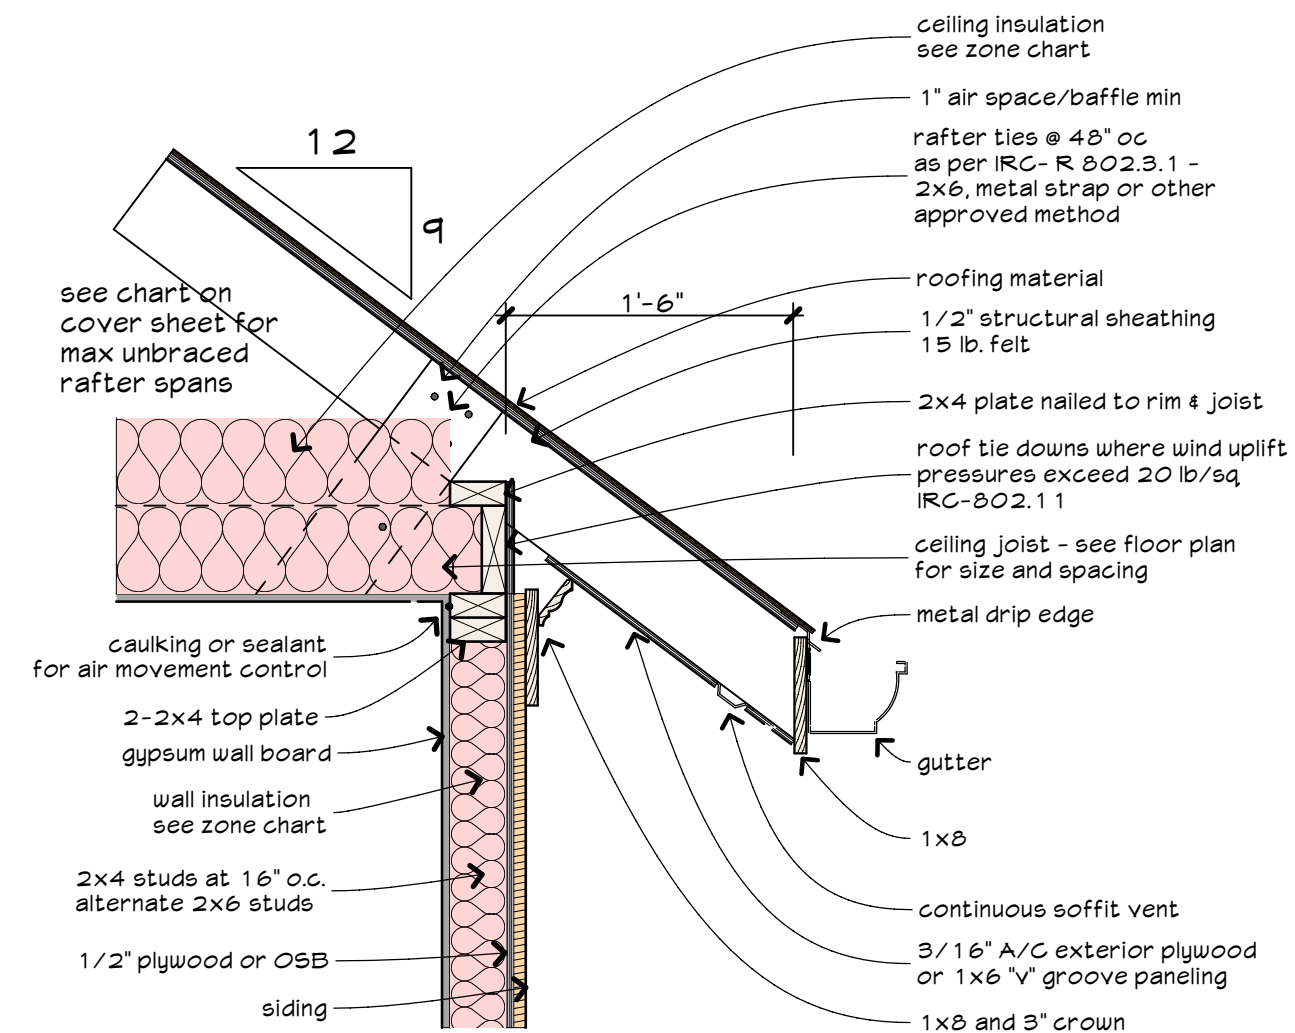 ceiling insulation
see zone chart
1" air space/baffle min
rafter ties @ 48" oc
as per IRC- R 802.3.1 -
2x6, metal strap or other
approved method
12
9
see chart on
cover sheet for
max unbraced
rafter spans
1'-6"
roofing material
1/2" structural sheathing
15 lb. felt
2x4 plate nailed to rim & joist
roof tie downs where wind uplift
pressures exceed 20 lb/sq
IRC-802.11
ceiling joist - see floor plan
for size and spacing
metal drip edge
caulking or sealant
for air movement control
2-2x4 top plate
gypsum wall board
wall insulation
see zone chart
2x4 studs at 16" o.c.
alternate 2x6 studs
1/2" plywood or OSB
siding
gutter
1x8
continuous soffit vent
3/16" A/C exterior plywood
or 1x6 "v" groove paneling
1x8 and 3" crown